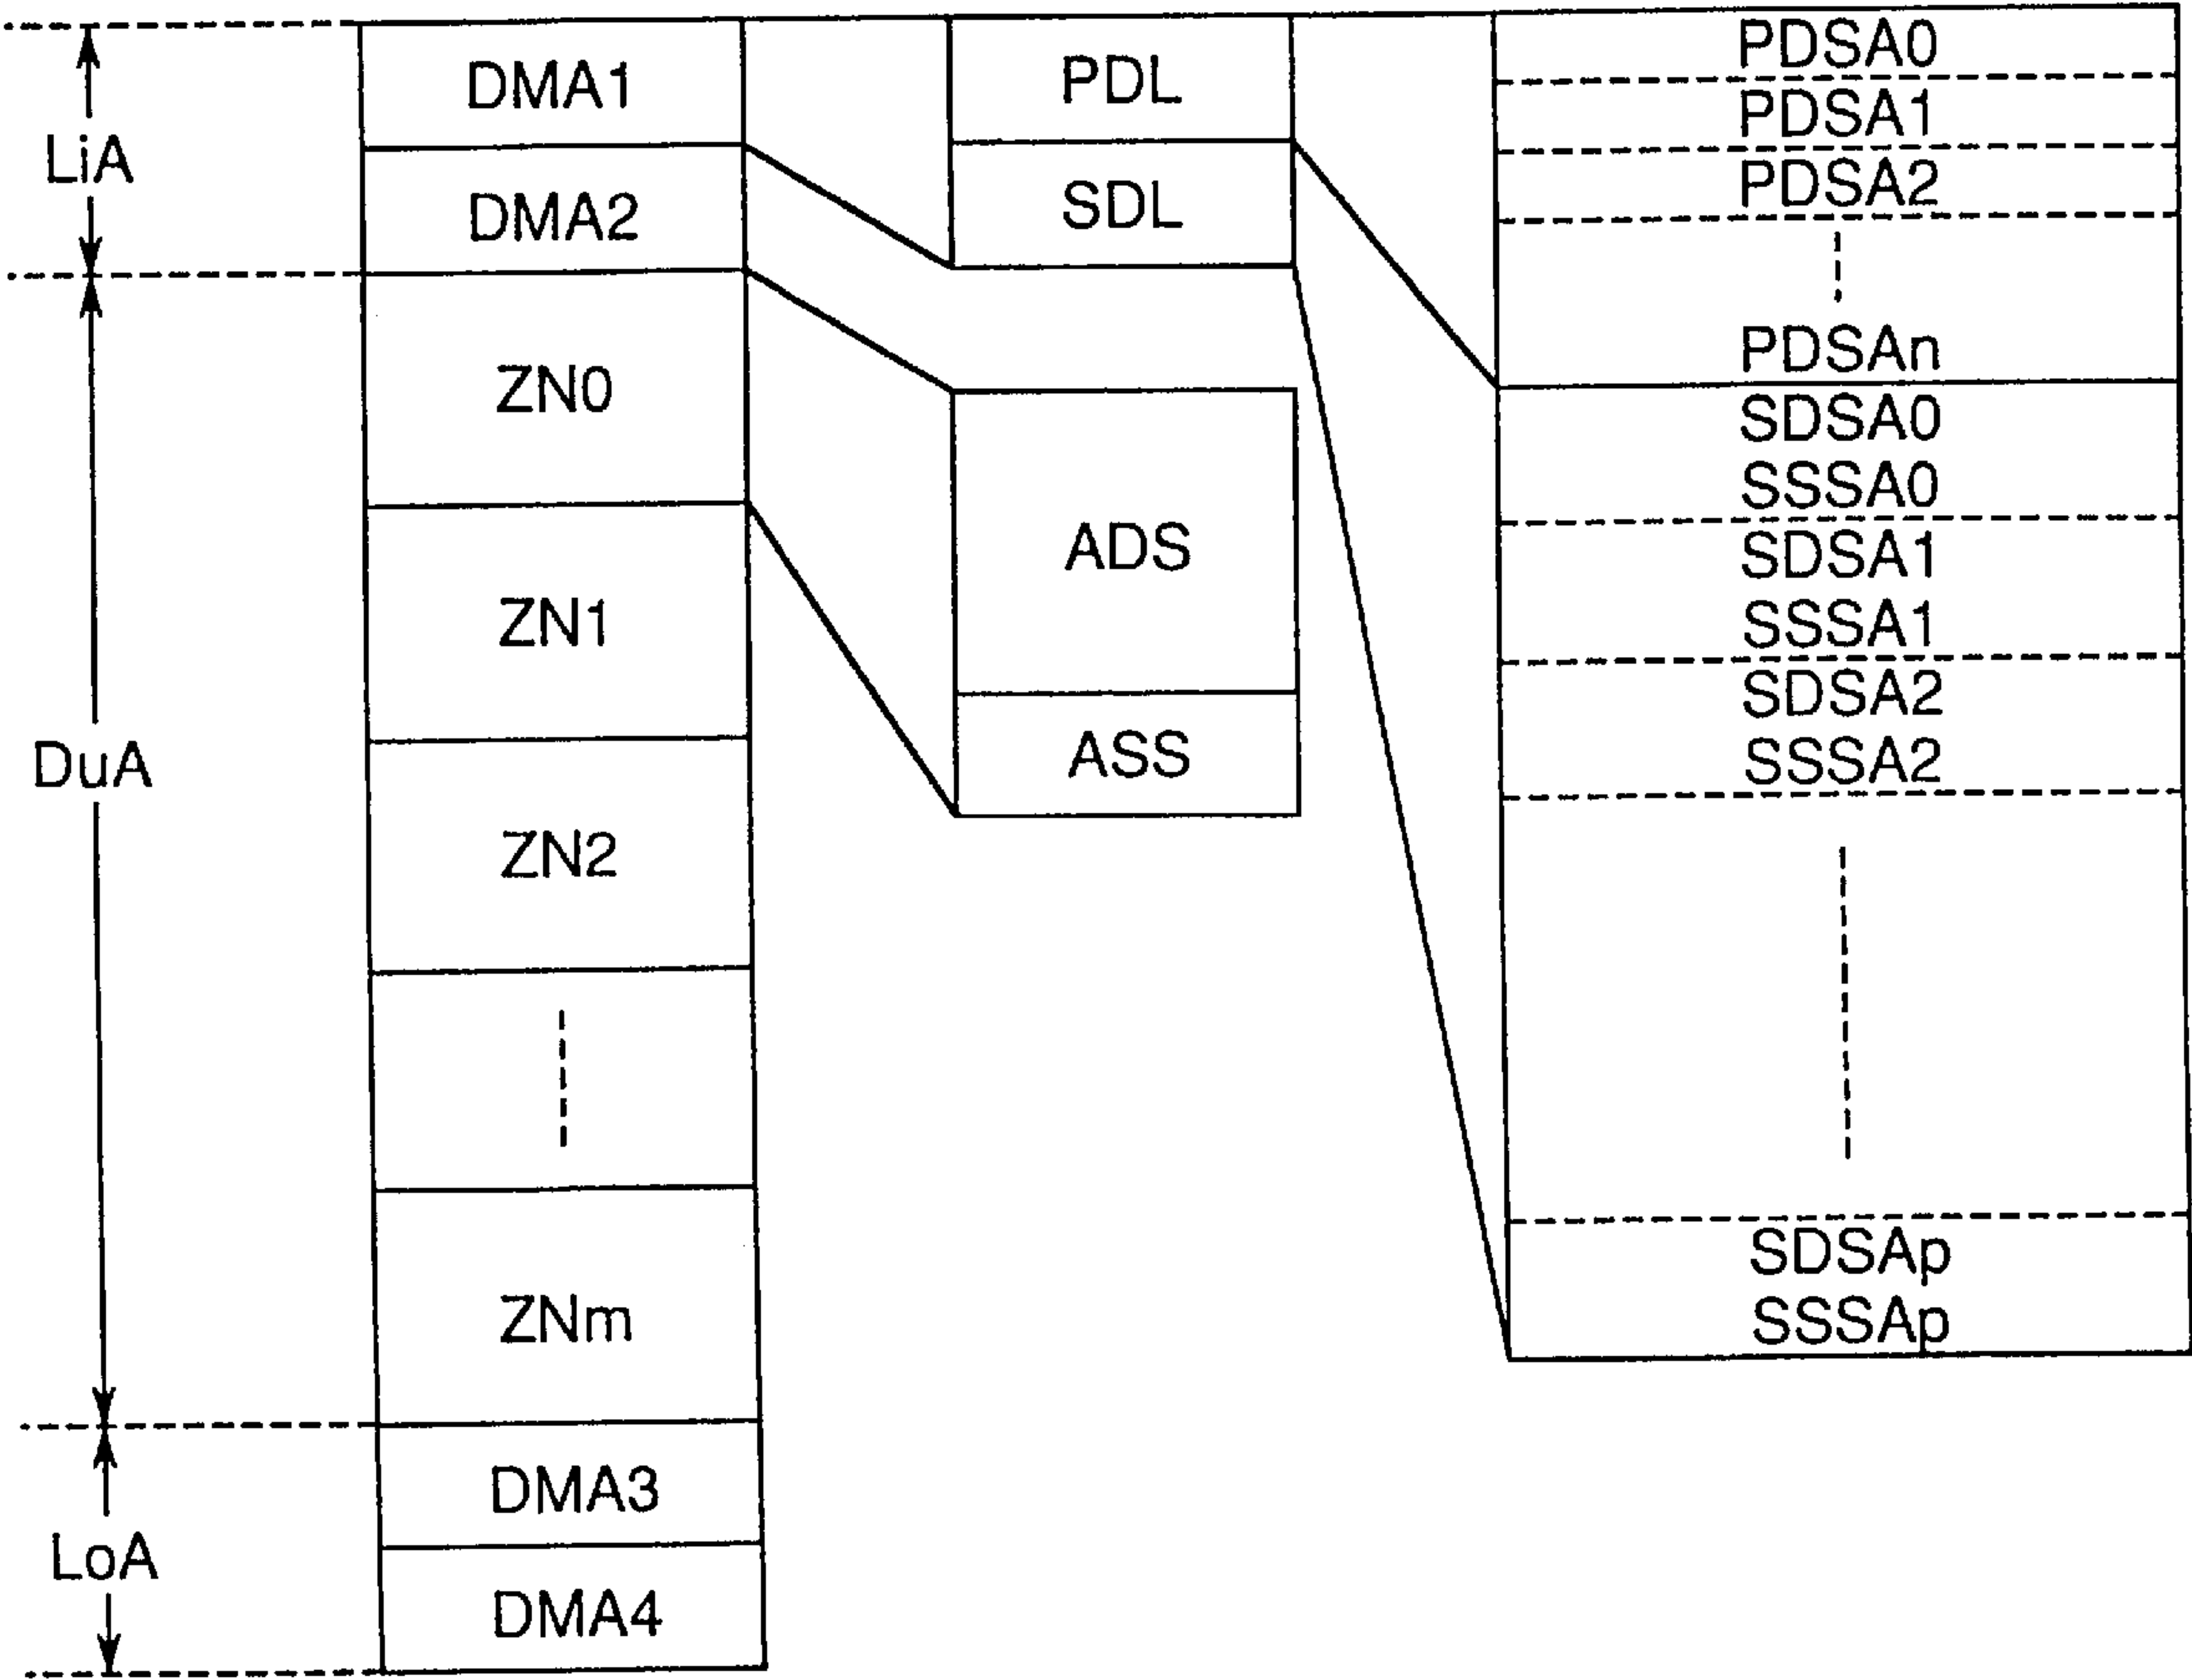 LiA
DuA
LoA
DMA1
DMA2
ZN0
ZN1
ZN2
ZNm
DMA3
DMA4
PDL
SDL
ADS
ASS
PDSA0
PDSA1
PDSA2
PDSAn
SDSA0
SSSA0
SDSA1
SSSA1
SDSA2
SSSA2
SDSAp
SSSAp